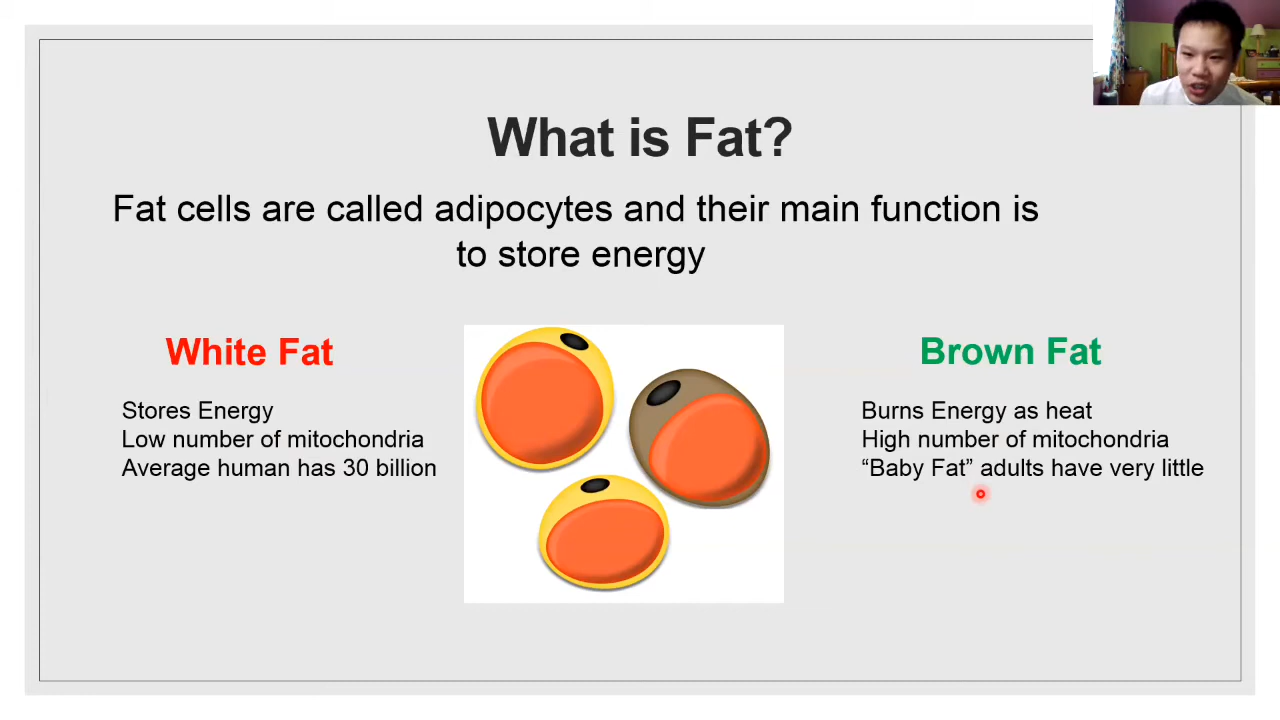 What is Fat?
Fat cells are called adipocytes and their main function is
to store energy
White Fat
Stores Energy
Low number of mitochondria
Average human has 30 billion
Brown Fat
Burns Energy as heat
High number of mitochondria
“Baby Fat” adults have very little